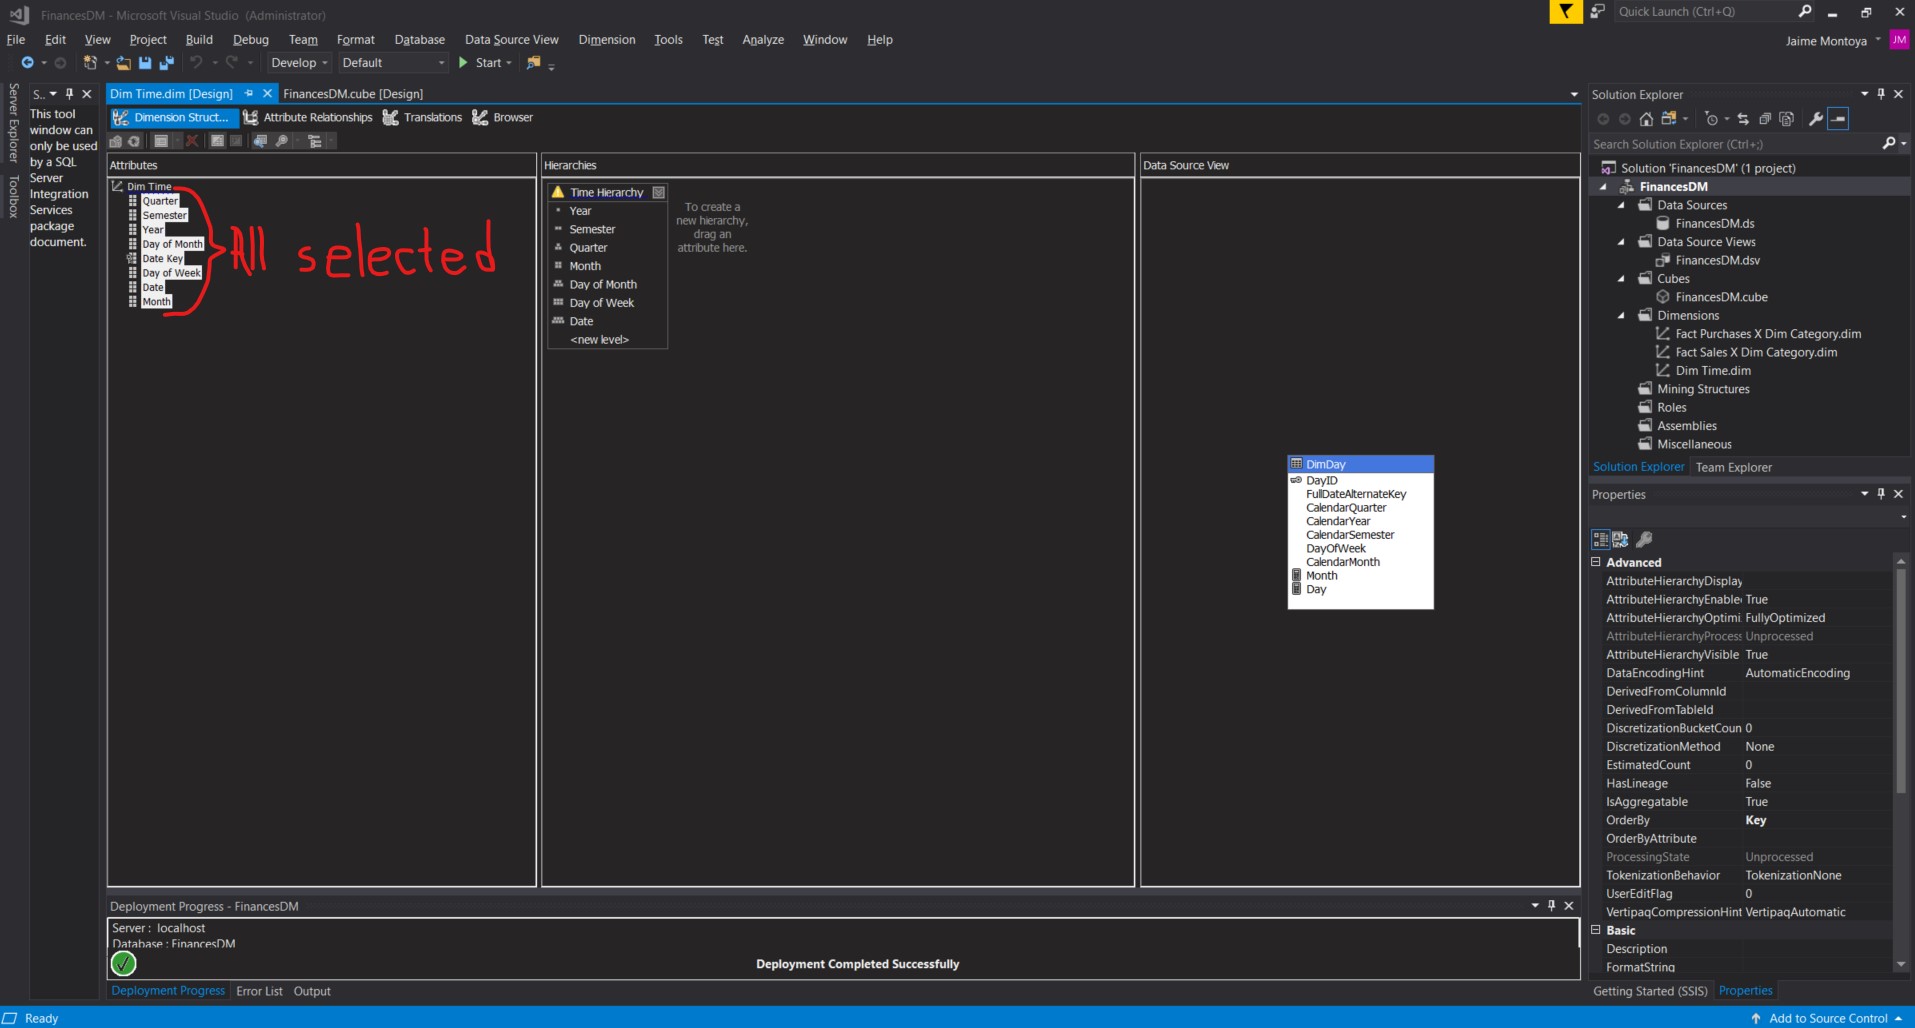 FinancesDM - Microsoft Visual Studio (Administrator)
Quick Launch (Ctrl+Q)
File Edit View Project Build Debug Team Format Database Data Source View Dimension Tools Test Analyze Window Help
Jaime Montoya JM
Develop Default Start
Server Explorer
Toolbox
S..
This tool
window can
only be used
by a SQL
Server
Integration
Services
package
document.
Dim Time.dim [Design] FinancesDM.cube [Design]
Dimension Struct... Attribute Relationships Translations Browser
Attributes
Dim Time
Quarter
Semester
Year
Day of Month
Date Key
Day of Week
Date
Month
All selected
Hierarchies
Time Hierarchy
Year
Semester
Quarter
Month
Day of Month
Day of Week
Date
<new level>
To create a
new hierarchy,
drag an
attribute here.
Data Source View
DimDay
DayID
FullDateAlternateKey
CalendarQuarter
CalendarYear
CalendarSemester
DayOfWeek
CalendarMonth
Month
Day
Deployment Progress - FinancesDM
Server : localhost
Database : FinancesDM
Deployment Completed Successfully
Deployment Progress Error List Output
Solution Explorer
Search Solution Explorer (Ctrl+;)
Solution 'FinancesDM' (1 project)
FinancesDM
Data Sources
FinancesDM.ds
Data Source Views
FinancesDM.dsv
Cubes
FinancesDM.cube
Dimensions
Fact Purchases X Dim Category.dim
Fact Sales X Dim Category.dim
Dim Time.dim
Mining Structures
Roles
Assemblies
Miscellaneous
Solution Explorer Team Explorer
Properties
Advanced
AttributeHierarchyDisplay
AttributeHierarchyEnable True
AttributeHierarchyOptimi FullyOptimized
AttributeHierarchyProcess Unprocessed
AttributeHierarchyVisible True
DataEncodingHint AutomaticEncoding
DerivedFromColumnId
DerivedFromTableId
DiscretizationBucketCoun 0
DiscretizationMethod None
EstimatedCount 0
HasLineage False
IsAggregatable True
OrderBy Key
OrderByAttribute
ProcessingState Unprocessed
TokenizationBehavior TokenizationNone
UserEditFlag 0
VertipaqCompressionHint VertipaqAutomatic
Basic
Description
FormatString
Getting Started (SSIS) Properties
Ready
Add to Source Control